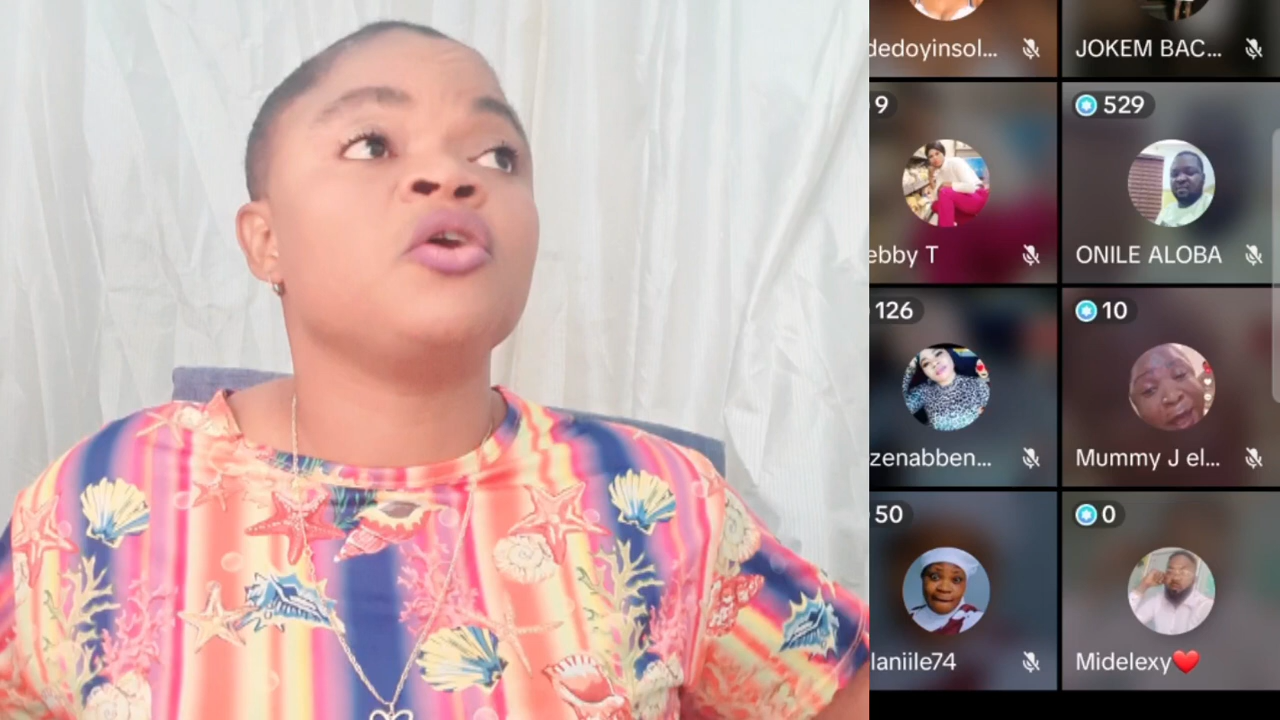 dedoyinsol...
JOKEM BAC...
9
529
ebby T
ONILE ALOBA
126
10
zenabben...
Mummy J el...
50
0
laniile74
Midelexy❤️